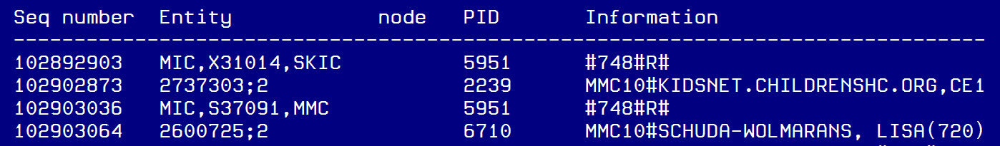 Seq number  Entity            node   PID       Information
--------------------------------------------------------------------------------
102892903   MIC,X31014,SKIC          5951      #748#R#
102902873   2737303;2                2239      MMC10#KIDSNET.CHILDRENSHC.ORG,CE1
102903036   MIC,S37091,MMC           5951      #748#R#
102903064   2600725;2                6710      MMC10#SCHUDA-WOLMARANS, LISA(720)